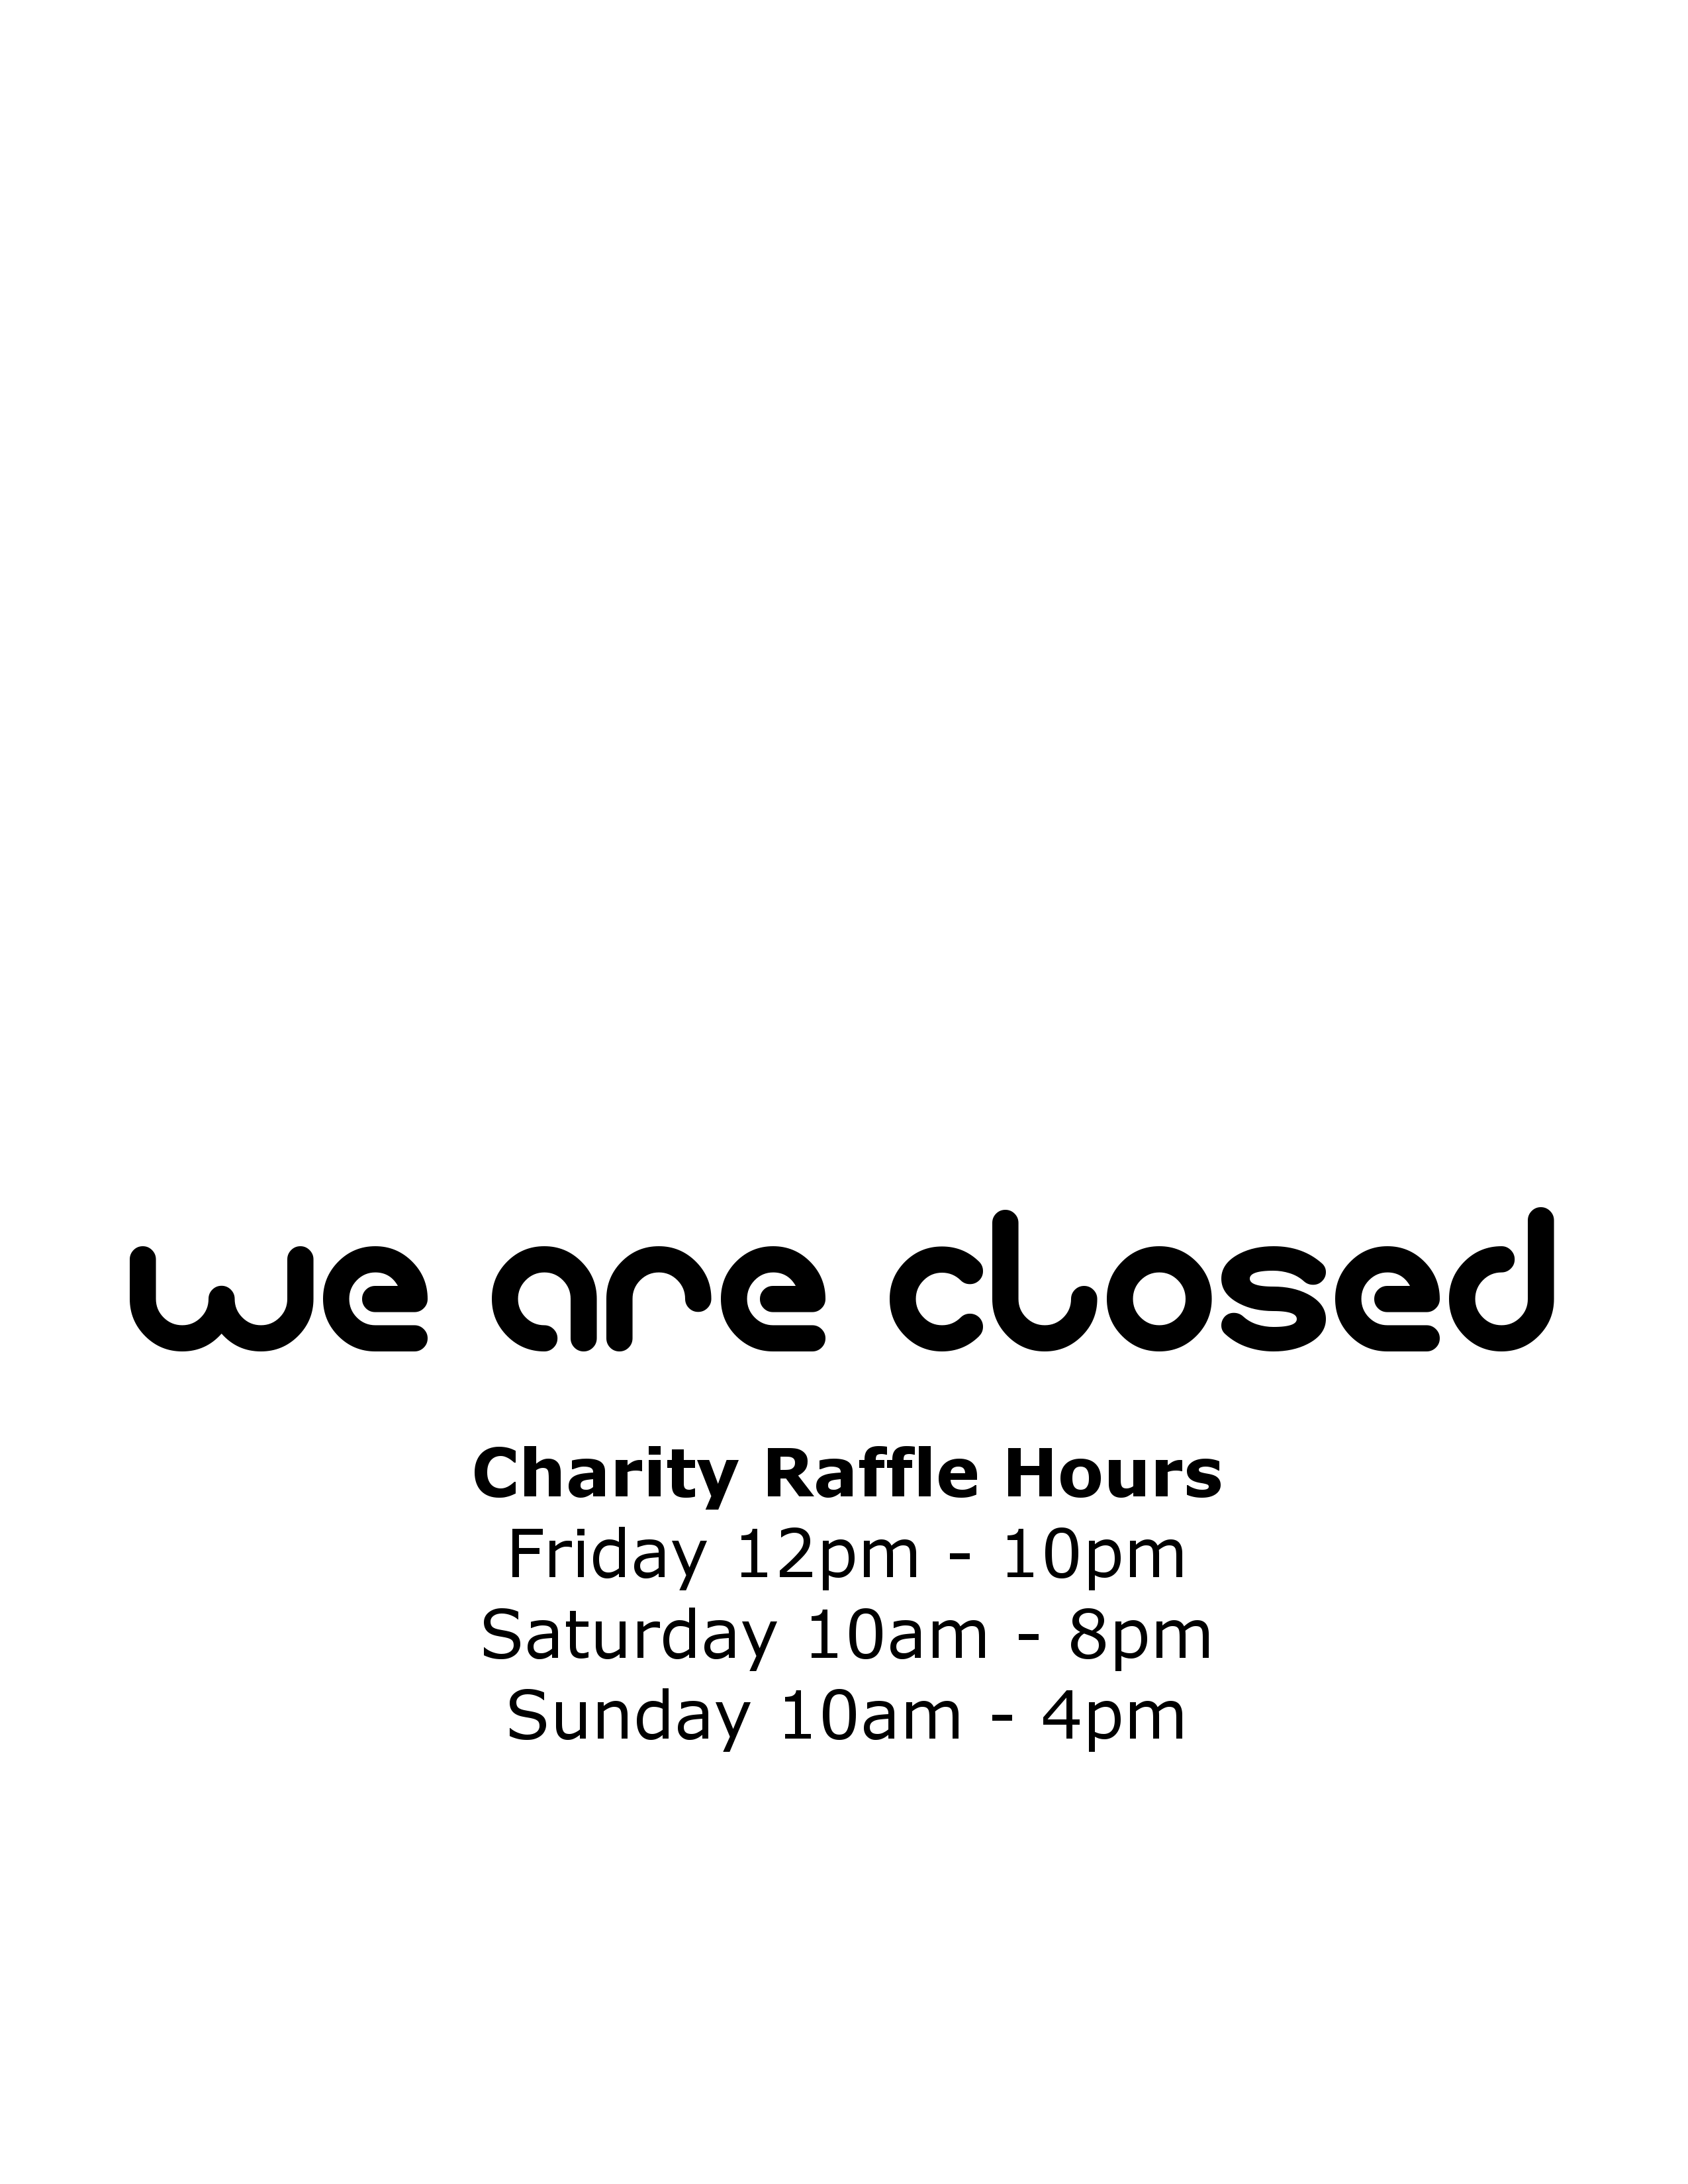 we are closed
Charity Raffle Hours
Friday 12pm - 10pm
Saturday 10am - 8pm
Sunday 10am - 4pm